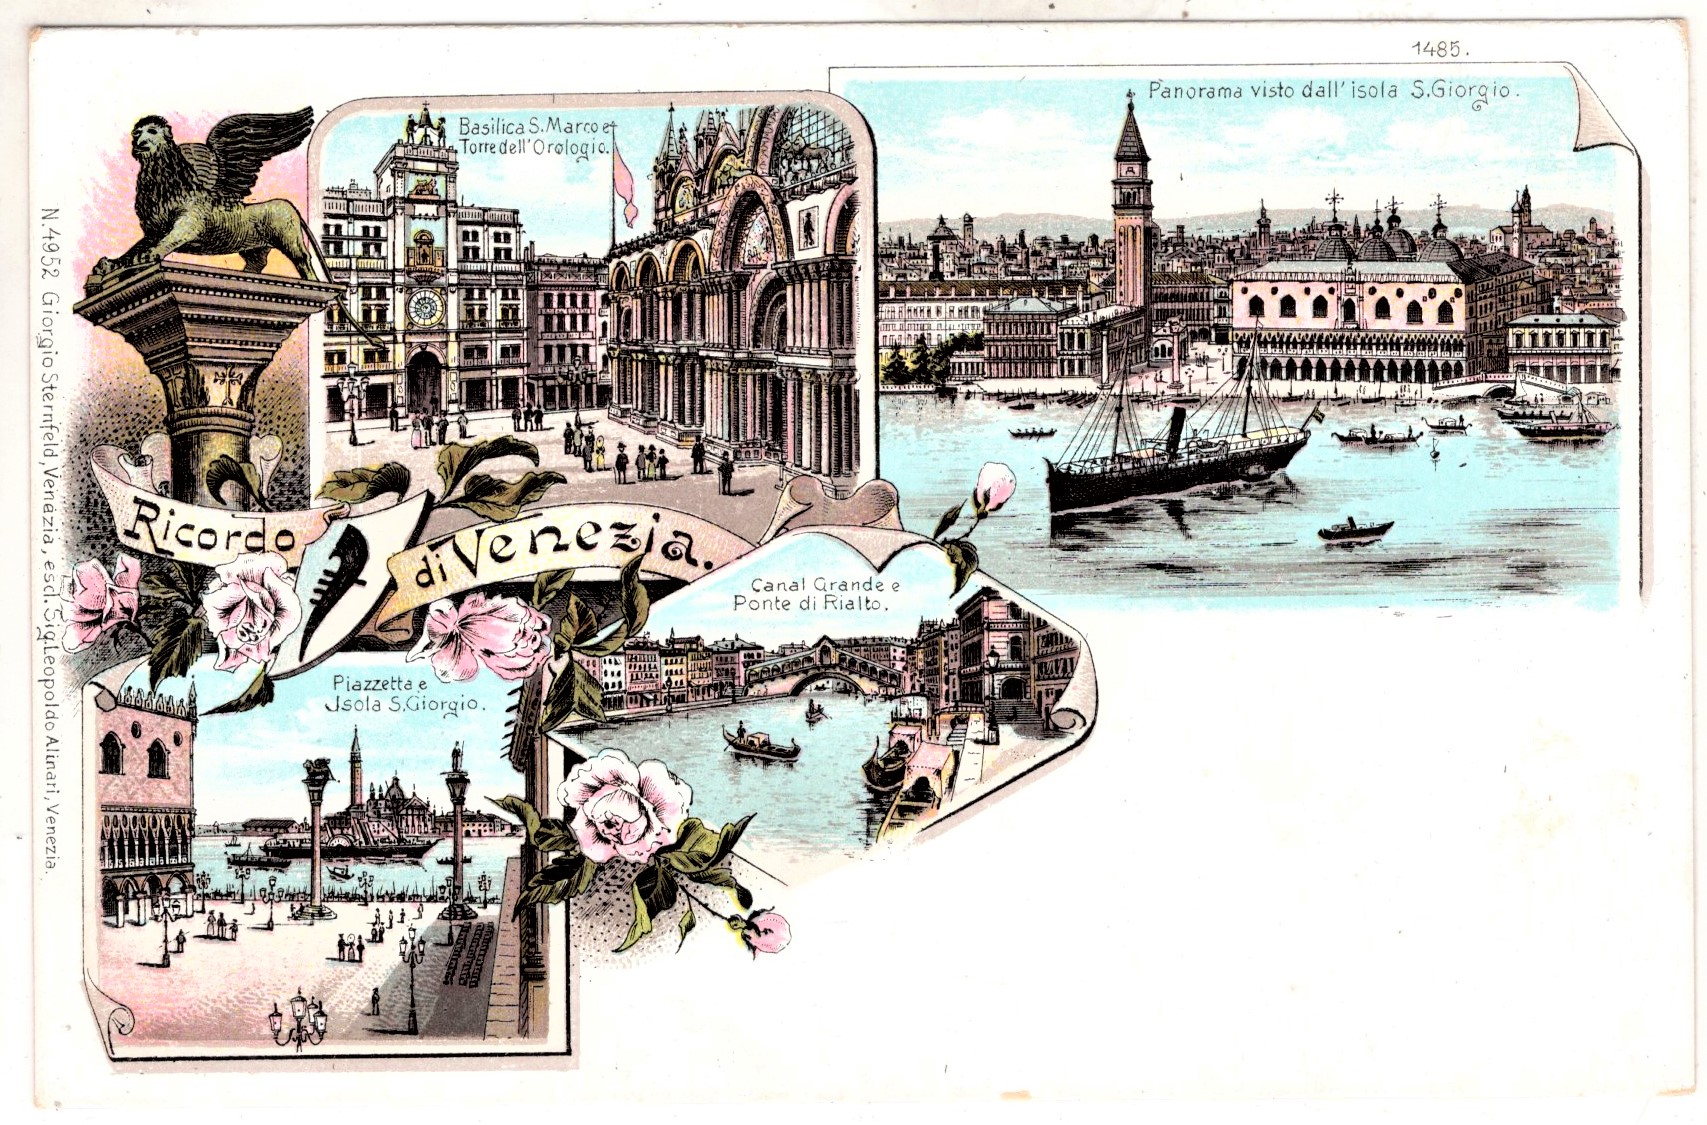 1485.
Panorama visto dall' isola S.Giorgio.
Basilica S.Marco e
Torre dell'Orologio.
Ricordo
di Venezia.
Canal Grande e
Ponte di Rialto.
Piazzetta e
Isola S.Giorgio.
N.4952 Giorgio Sternfeld, Venezia, escl. Sig. Leopoldo Alinari, Venezia.